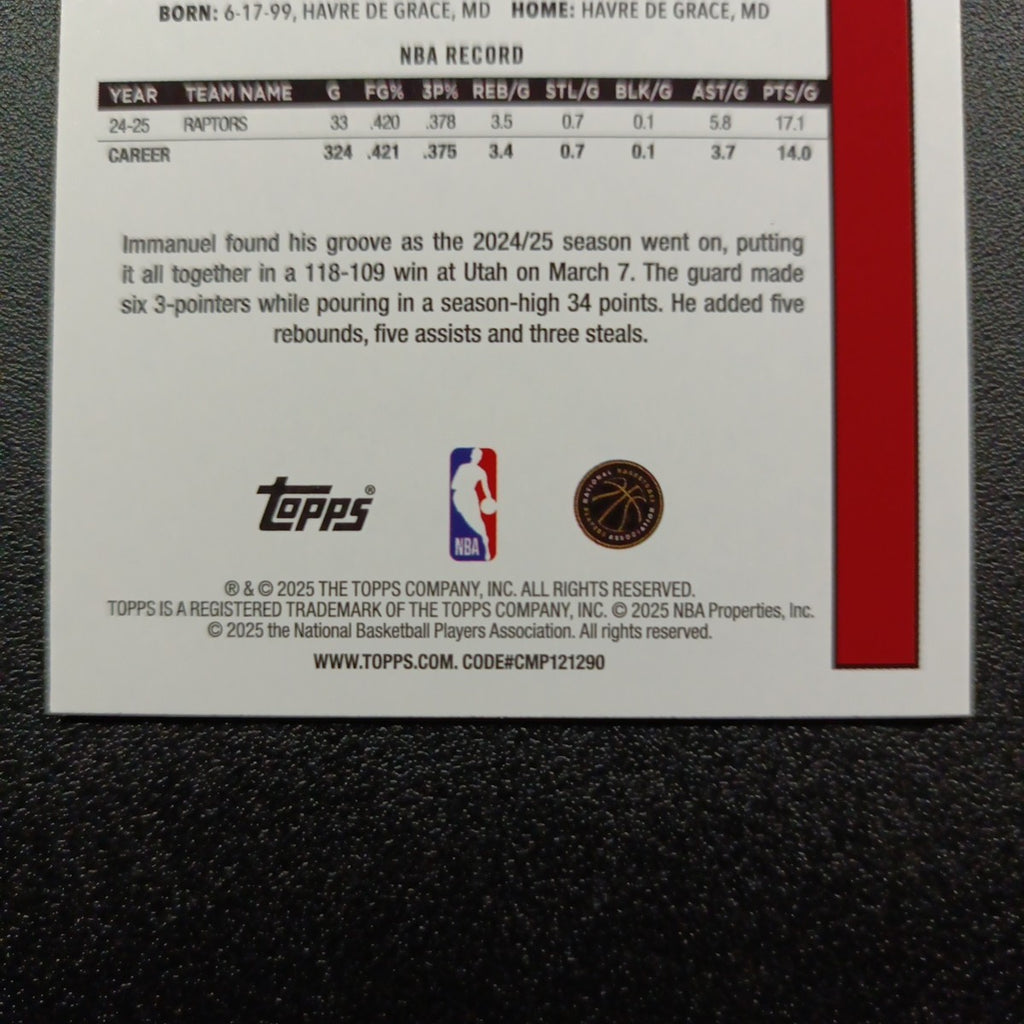 BORN: 6-17-99, HAVRE DE GRACE, MD HOME: HAVRE DE GRACE, MD
NBA RECORD
YEAR TEAM NAME G FG% 3P% REB/G STL/G BLK/G AST/G PTS/G
24-25 RAPTORS 33 .420 .378 3.5 0.7 0.1 5.8 17.1
CAREER 324 .421 .375 3.4 0.7 0.1 3.7 14.0
Immanuel found his groove as the 2024/25 season went on, putting
it all together in a 118-109 win at Utah on March 7. The guard made
six 3-pointers while pouring in a season-high 34 points. He added five
rebounds, five assists and three steals.
Topps®
NBA
NATIONAL BASKETBALL PLAYERS ASSOCIATION
® & © 2025 THE TOPPS COMPANY, INC. ALL RIGHTS RESERVED.
TOPPS IS A REGISTERED TRADEMARK OF THE TOPPS COMPANY, INC. © 2025 NBA Properties, Inc.
© 2025 the National Basketball Players Association. All rights reserved.
WWW.TOPPS.COM. CODE#CMP121290